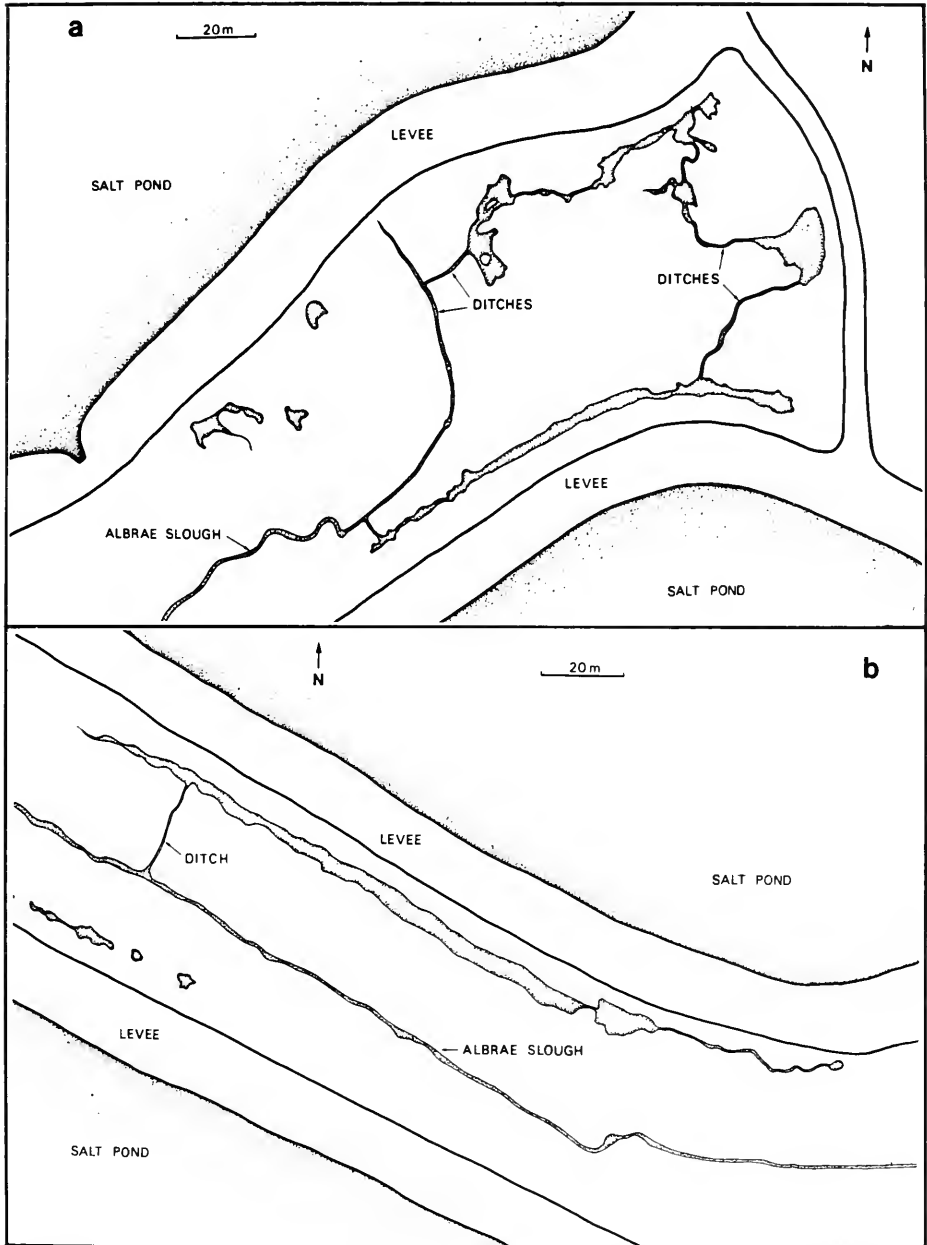 a
20m
N
LEVEE
SALT POND
DITCHES
DITCHES
LEVEE
ALBRAE SLOUGH
SALT POND
N
20m
b
LEVEE
DITCH
SALT POND
LEVEE
ALBRAE SLOUGH
SALT POND